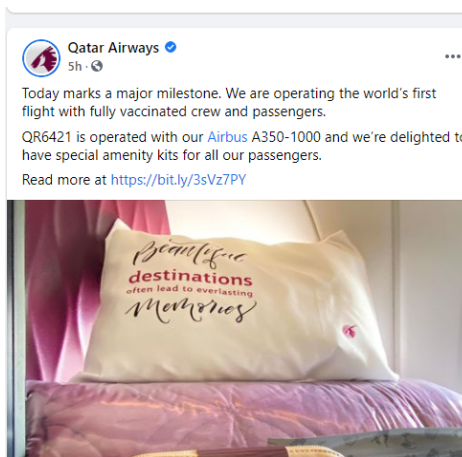 Qatar Airways
5h ·
Today marks a major milestone. We are operating the world's first
flight with fully vaccinated crew and passengers.
QR6421 is operated with our Airbus A350-1000 and we're delighted to
have special amenity kits for all our passengers.
Read more at https://bit.ly/3sVz7PY
Beautiful
destinations
often lead to everlasting
Memories